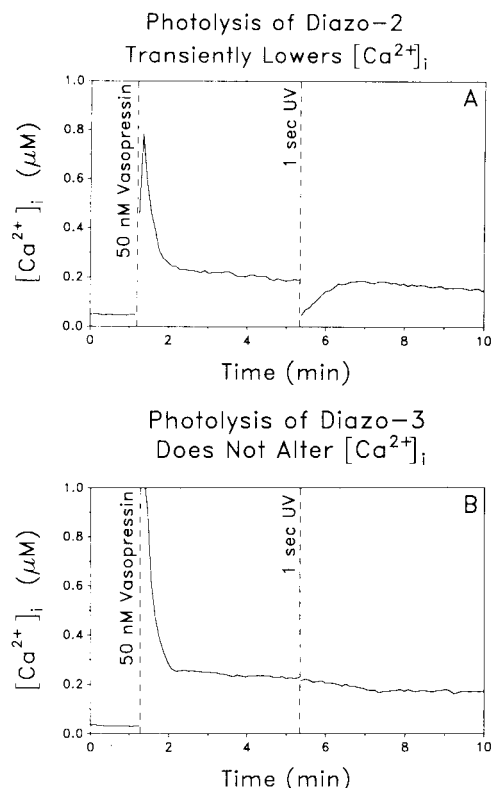 Photolysis of Diazo-2
Transiently Lowers [Ca²⁺]ᵢ
A
[Ca²⁺]ᵢ (μM)
1.0
0.8
0.6
0.4
0.2
0.0
50 nM Vasopressin
1 sec UV
0 2 4 6 8 10
Time (min)
Photolysis of Diazo-3
Does Not Alter [Ca²⁺]ᵢ
B
[Ca²⁺]ᵢ (μM)
1.0
0.8
0.6
0.4
0.2
0.0
50 nM Vasopressin
1 sec UV
0 2 4 6 8 10
Time (min)